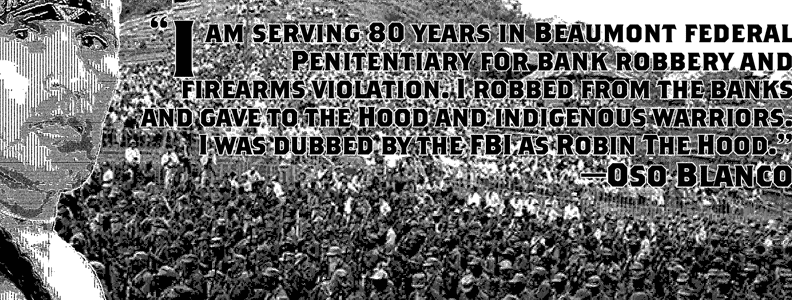 “I AM SERVING 80 YEARS IN BEAUMONT FEDERAL
PENITENTIARY FOR BANK ROBBERY AND
FIREARMS VIOLATION. I ROBBED FROM THE BANKS
AND GAVE TO THE HOOD AND INDIGENOUS WARRIORS.
I WAS DUBBED BY THE FBI AS ROBIN THE HOOD.”
—OSO BLANCO